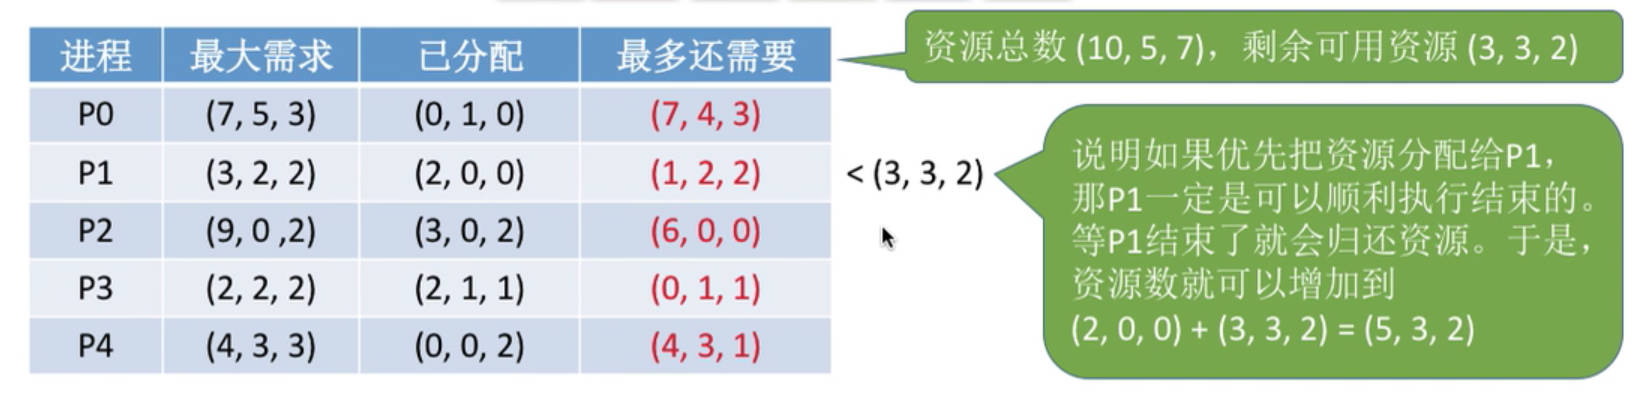 进程 最大需求 已分配 最多还需要
资源总数 (10, 5, 7)，剩余可用资源 (3, 3, 2)
P0 (7, 5, 3) (0, 1, 0) (7, 4, 3)
P1 (3, 2, 2) (2, 0, 0) (1, 2, 2)
< (3, 3, 2)
P2 (9, 0 ,2) (3, 0, 2) (6, 0, 0)
P3 (2, 2, 2) (2, 1, 1) (0, 1, 1)
P4 (4, 3, 3) (0, 0, 2) (4, 3, 1)
说明如果优先把资源分配给P1，
那P1一定是可以顺利执行结束的。
等P1结束了就会归还资源。于是，
资源数就可以增加到
(2, 0, 0) + (3, 3, 2) = (5, 3, 2)